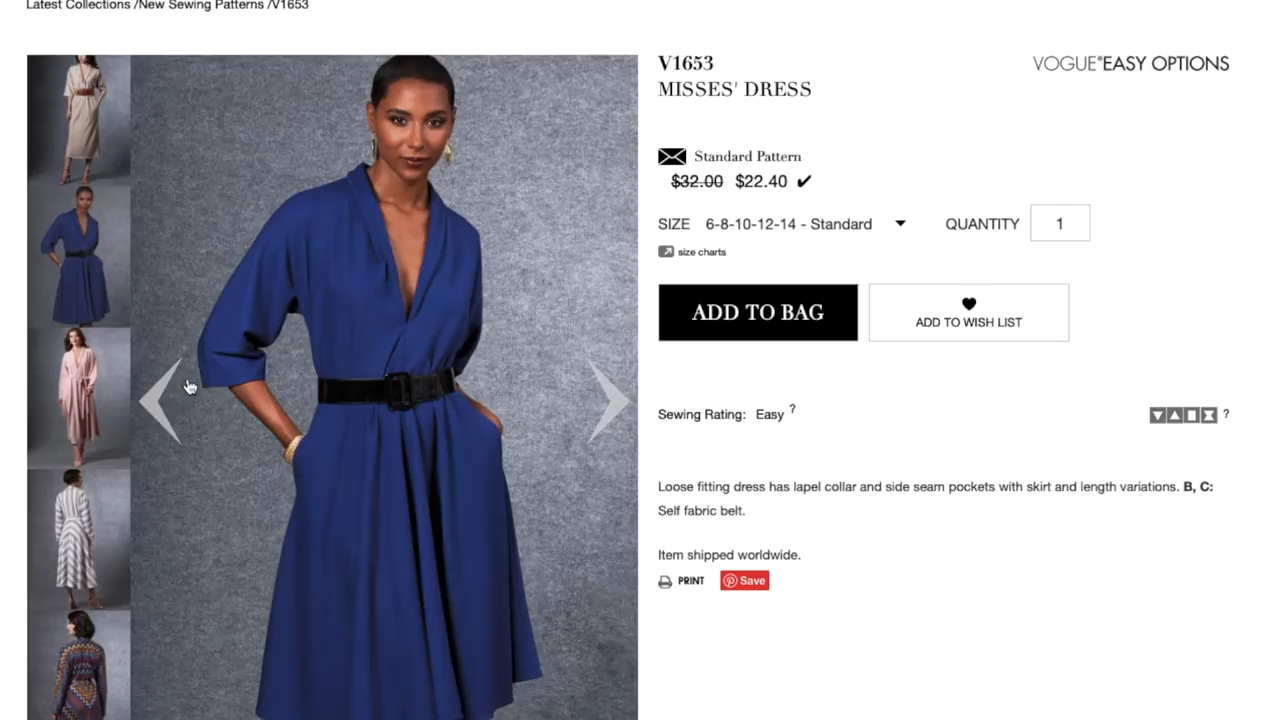 Latest Collections /New Sewing Patterns /V1653
V1653
VOGUE®EASY OPTIONS
MISSES' DRESS
Standard Pattern
$32.00 $22.40 ✔
SIZE 6-8-10-12-14 - Standard QUANTITY 1
size charts
ADD TO BAG
ADD TO WISH LIST
Sewing Rating: Easy ?
?
Loose fitting dress has lapel collar and side seam pockets with skirt and length variations. B, C:
Self fabric belt.
Item shipped worldwide.
PRINT Save